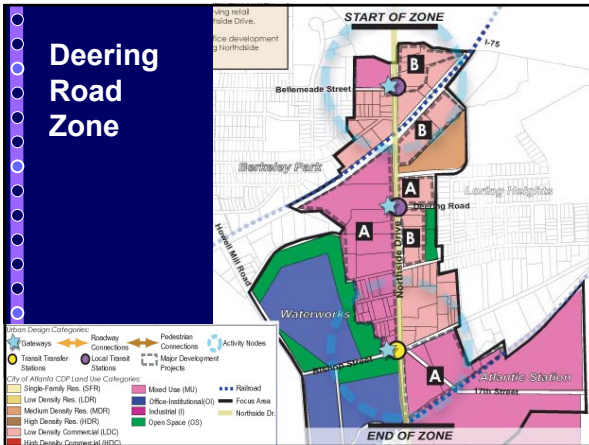 Deering
Road
Zone
ving retail
hside Drive.
ffice development
g Northside
START OF ZONE
I-75
B
Bellemeade Street
B
Berkeley Park
A
Loring Heights
Deering Road
A
B
Howell Mill Road
Northside Drive
Waterworks
Bishop Street
A
Atlantic Station
17th Street
END OF ZONE
Urban Design Categories:
Gateways
Roadway
Connections
Pedestrian
Connections
Activity Nodes
Transit Transfer
Stations
Local Transit
Stations
Major Development
Projects
City of Atlanta CDP Land Use Categories:
Single-Family Res. (SFR)
Low Density Res. (LDR)
Medium Density Res. (MDR)
High Density Res. (HDR)
Low Density Commercial (LDC)
High Density Commercial (HDC)
Mixed Use (MU)
Office-Institutional(OI)
Industrial (I)
Open Space (OS)
Railroad
Focus Area
Northside Dr.